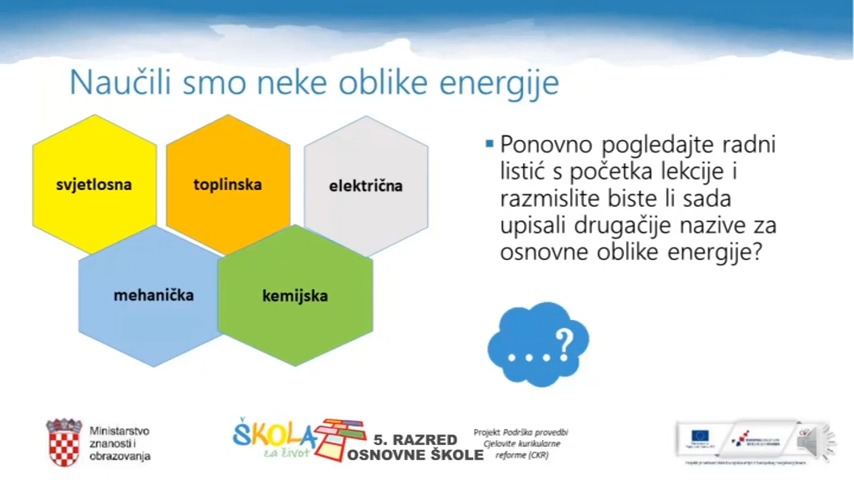 Naučili smo neke oblike energije
svjetlosna
toplinska
električna
mehanička
kemijska
Ponovno pogledajte radni
listić s početka lekcije i
razmislite biste li sada
upisali drugačije nazive za
osnovne oblike energije?
...?
Ministarstvo
znanosti i
obrazovanja
ŠKOLA
za život
5. RAZRED
OSNOVNE ŠKOLE
Projekt Podrška provedbi
Cjelovite kurikularne
reforme (CKR)